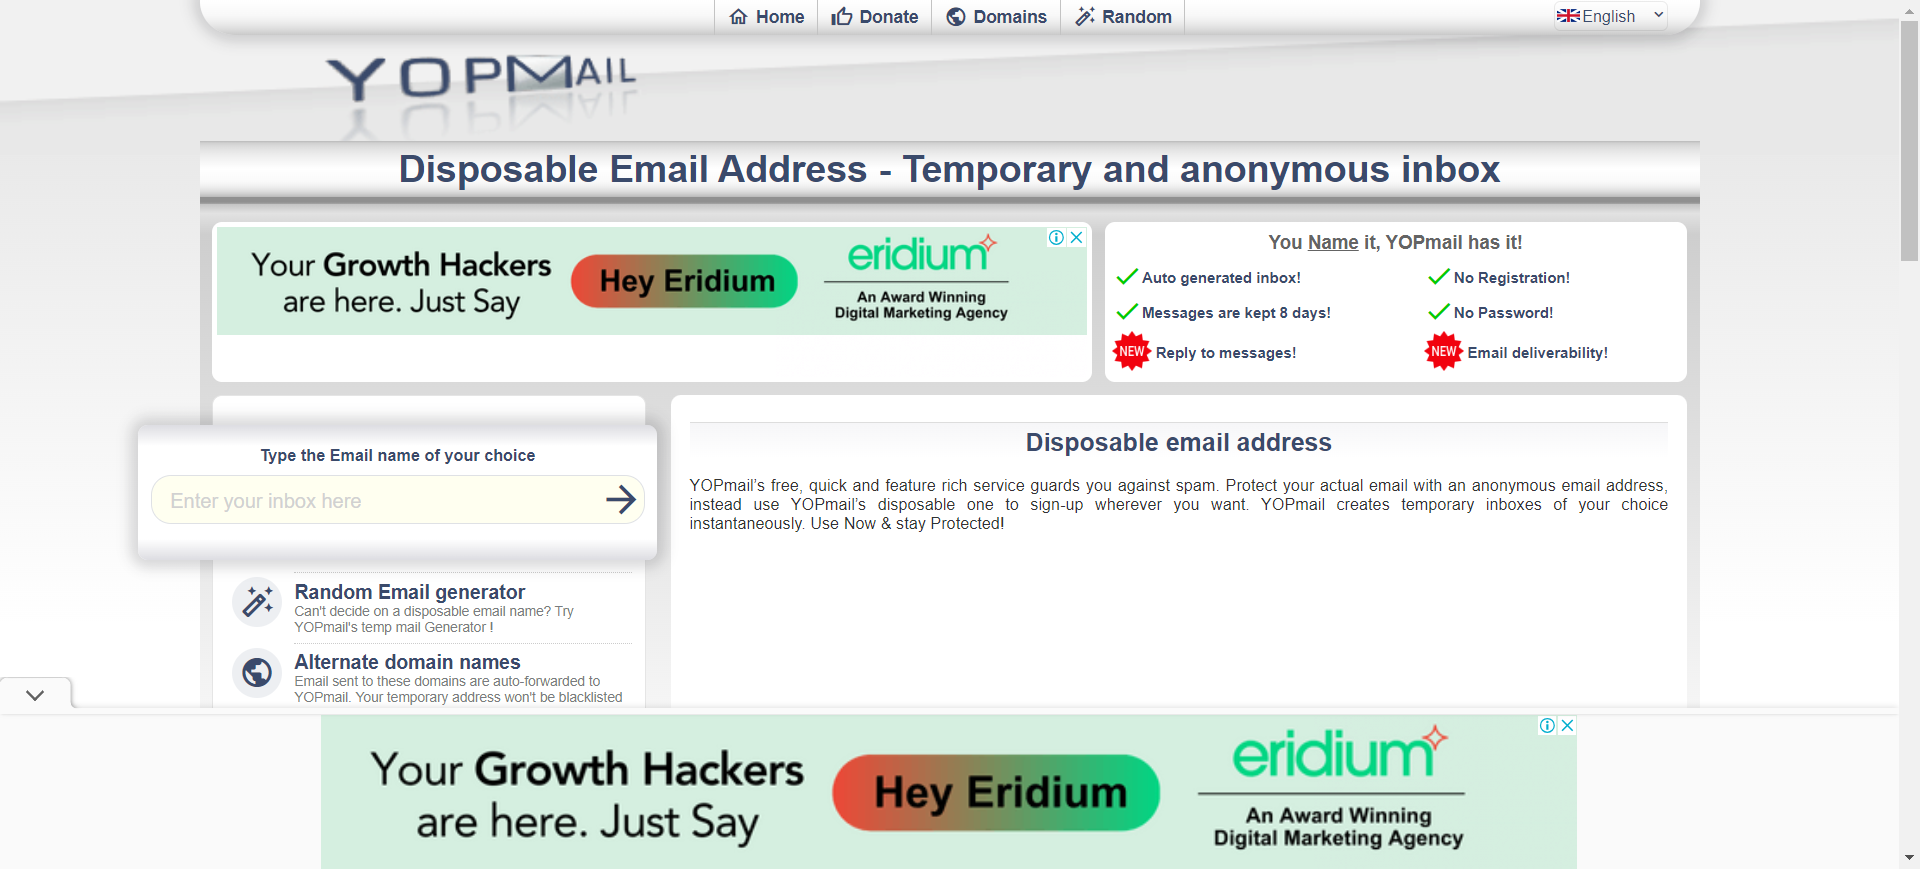 Home Donate Domains Random English
YOPMAIL
Disposable Email Address - Temporary and anonymous inbox
Your Growth Hackers
are here. Just Say
Hey Eridium
eridium
An Award Winning
Digital Marketing Agency
You Name it, YOPmail has it!
Auto generated inbox! No Registration!
Messages are kept 8 days! No Password!
NEW Reply to messages! NEW Email deliverability!
Type the Email name of your choice
Enter your inbox here
Random Email generator
Can't decide on a disposable email name? Try
YOPmail's temp mail Generator !
Alternate domain names
Email sent to these domains are auto-forwarded to
YOPmail. Your temporary address won't be blacklisted
Disposable email address
YOPmail's free, quick and feature rich service guards you against spam. Protect your actual email with an anonymous email address,
instead use YOPmail's disposable one to sign-up wherever you want. YOPmail creates temporary inboxes of your choice
instantaneously. Use Now & stay Protected!
Your Growth Hackers
are here. Just Say
Hey Eridium
eridium
An Award Winning
Digital Marketing Agency